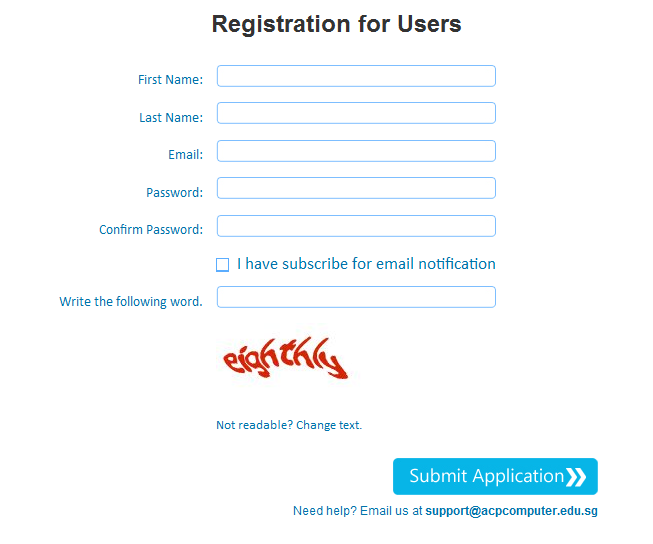 Registration for Users
First Name:
Last Name:
Email:
Password:
Confirm Password:
I have subscribe for email notification
Write the following word.
eighthly
Not readable? Change text.
Submit Application
Need help? Email us at support@acpcomputer.edu.sg